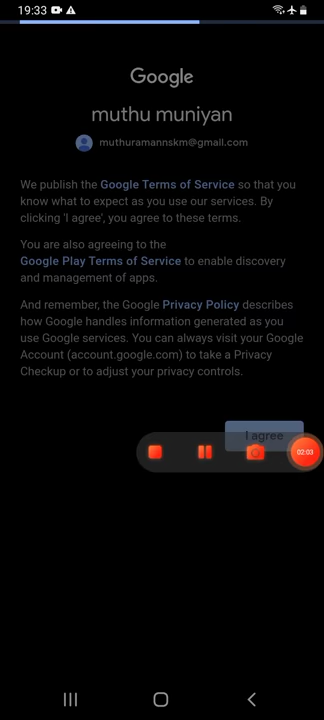 19:33
Google
muthu muniyan
muthuramannskm@gmail.com
We publish the Google Terms of Service so that you
know what to expect as you use our services. By
clicking 'I agree', you agree to these terms.
You are also agreeing to the
Google Play Terms of Service to enable discovery
and management of apps.
And remember, the Google Privacy Policy describes
how Google handles information generated as you
use Google services. You can always visit your Google
Account (account.google.com) to take a Privacy
Checkup or to adjust your privacy controls.
I agree
02:03